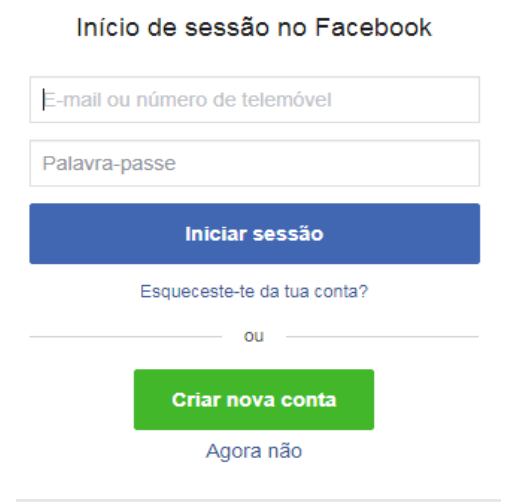 Início de sessão no Facebook
E-mail ou número de telemóvel
Palavra-passe
Iniciar sessão
Esqueceste-te da tua conta?
ou
Criar nova conta
Agora não